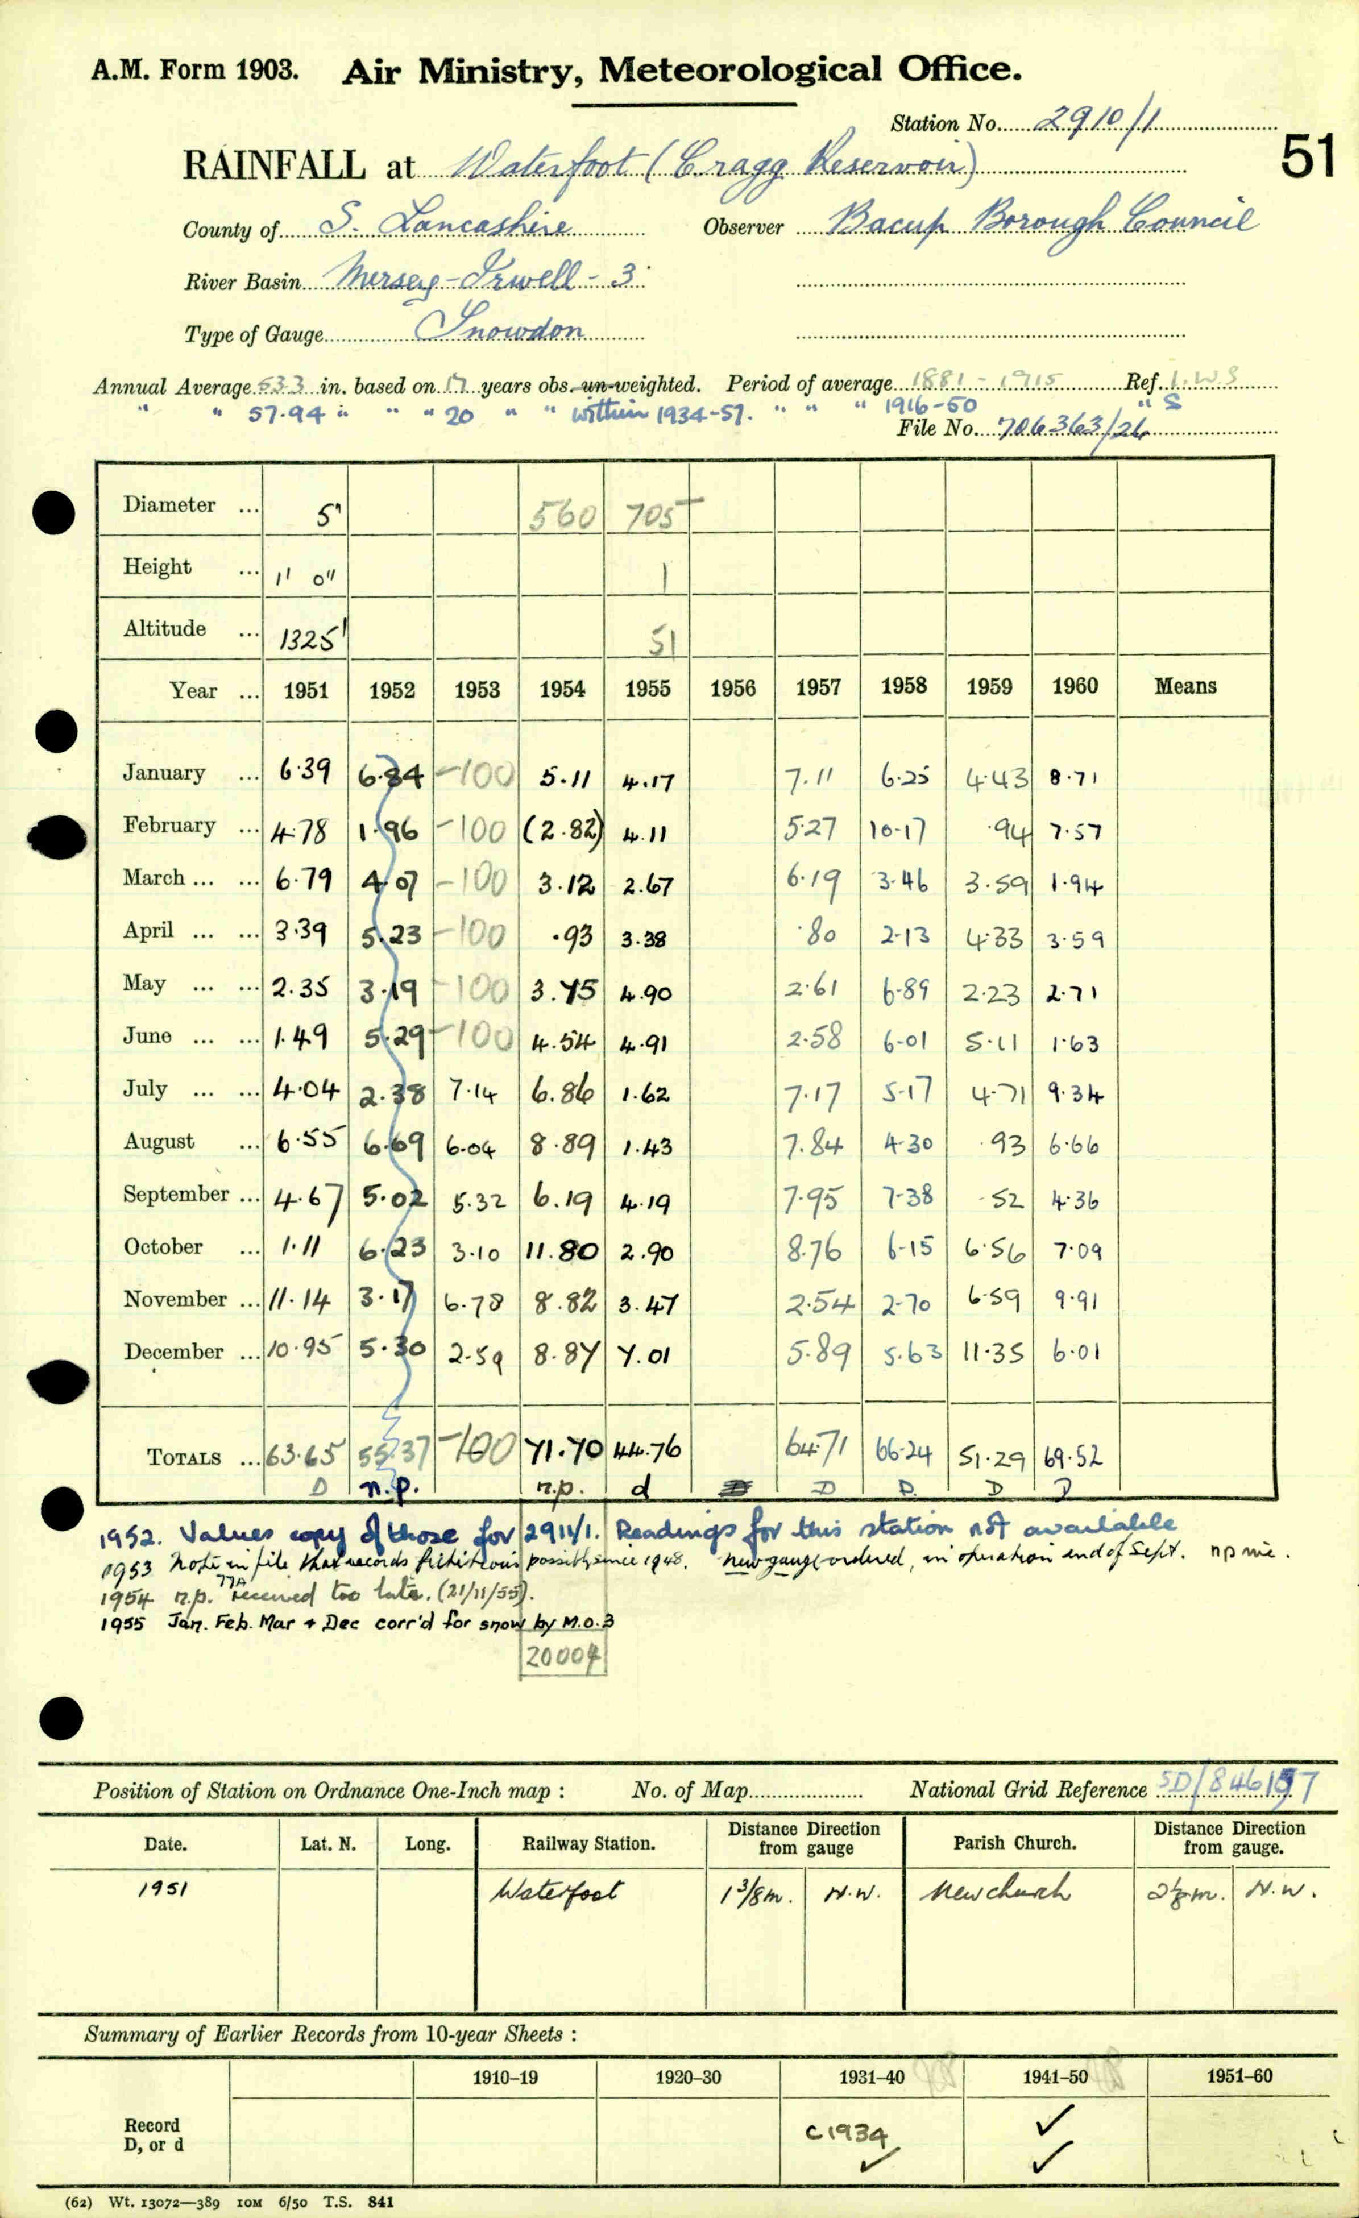 A.M. Form 1903. Air Ministry, Meteorological Office.
Station No. 2910/1
51
RAINFALL at Waterfoot (Cragg Reservoir)
County of S. Lancashire Observer Bacup Borough Council
River Basin Mersey-Irwell-3
Type of Gauge Snowdon
Annual Average 53.3 in. based on 17 years obs. un-weighted. Period of average 1881-1915 Ref. I.W.S
" " 57.94 " " " 20 " " within 1934-57. " " " 1916-50 " S
File No. 706363/26
Diameter ... 5" 560 705
Height ... 1' 0" 1
Altitude ... 1325' 51
Year ... 1951 1952 1953 1954 1955 1956 1957 1958 1959 1960 Means
January ... 6.39 6.84 -100 5.11 4.17 7.11 6.25 4.43 8.71
February ... 4.78 1.96 -100 (2.82) 4.11 5.27 10.17 .94 7.57
March ... ... 6.79 4.07 -100 3.12 2.67 6.19 3.46 3.59 1.94
April ... ... 3.39 5.23 -100 .93 3.38 .80 2.13 4.33 3.59
May ... ... 2.35 3.19 -100 3.75 4.90 2.61 6.89 2.23 2.71
June ... ... 1.49 5.29 -100 4.54 4.91 2.58 6.01 5.11 1.63
July ... ... 4.04 2.38 7.14 6.86 1.62 7.17 5.17 4.71 9.34
August ... 6.55 6.69 6.04 8.89 1.43 7.84 4.30 .93 6.66
September ... 4.67 5.02 5.32 6.19 4.19 7.95 7.38 .52 4.36
October ... 1.11 6.23 3.10 11.80 2.90 8.76 6.15 6.56 7.09
November ... 11.14 3.17 6.78 8.82 3.47 2.54 2.70 6.59 9.91
December ... 10.95 5.30 2.59 8.87 7.01 5.89 5.63 11.35 6.01
TOTALS ... 63.65 55.37 -100 71.70 44.76 64.71 66.24 51.29 69.52
D n.p. n.p. d D D D D
1952. Values copy of those for 2911/1. Readings for this station not available
1953 Note in file that records fictitious possibly since 1948. New gauge ordered, in operation end of Sept. np
1954 n.p. received too late. (21/11/55).
1955 Jan. Feb. Mar + Dec corr'd for snow by M.O.3
20004
Position of Station on Ordnance One-Inch map : No. of Map National Grid Reference SD/846197
Date. Lat. N. Long. Railway Station. Distance from Direction gauge Parish Church. Distance from Direction gauge.
1951 Waterfoot 1 3/8 m. N.W. Newchurch 2 1/8 m. N.W.
Summary of Earlier Records from 10-year Sheets :
1910–19 1920–30 1931–40 1941–50 1951–60
Record C1934 ✓
D, or d ✓ ✓
(62) Wt. 13072—389 10M 6/50 T.S. 841